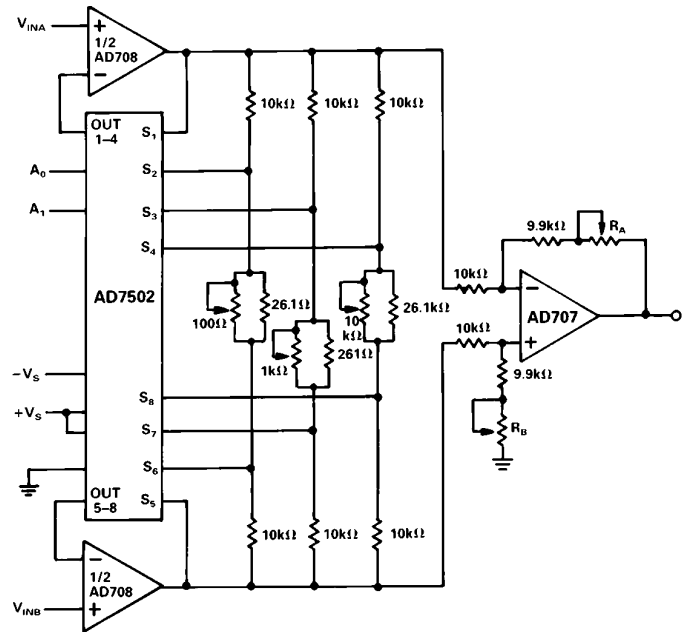 V_INA
+
1/2
AD708
−
OUT
1–4
S₁
A₀
S₂
A₁
S₃
S₄
AD7502
−V_S
+V_S
S₈
S₇
S₆
OUT
5–8
S₅
−
1/2
AD708
+
V_INB
10kΩ
10kΩ
10kΩ
100Ω
26.1Ω
1kΩ
261Ω
10
kΩ
26.1kΩ
10kΩ
10kΩ
10kΩ
9.9kΩ
R_A
10kΩ
−
AD707
10kΩ
+
9.9kΩ
R_B